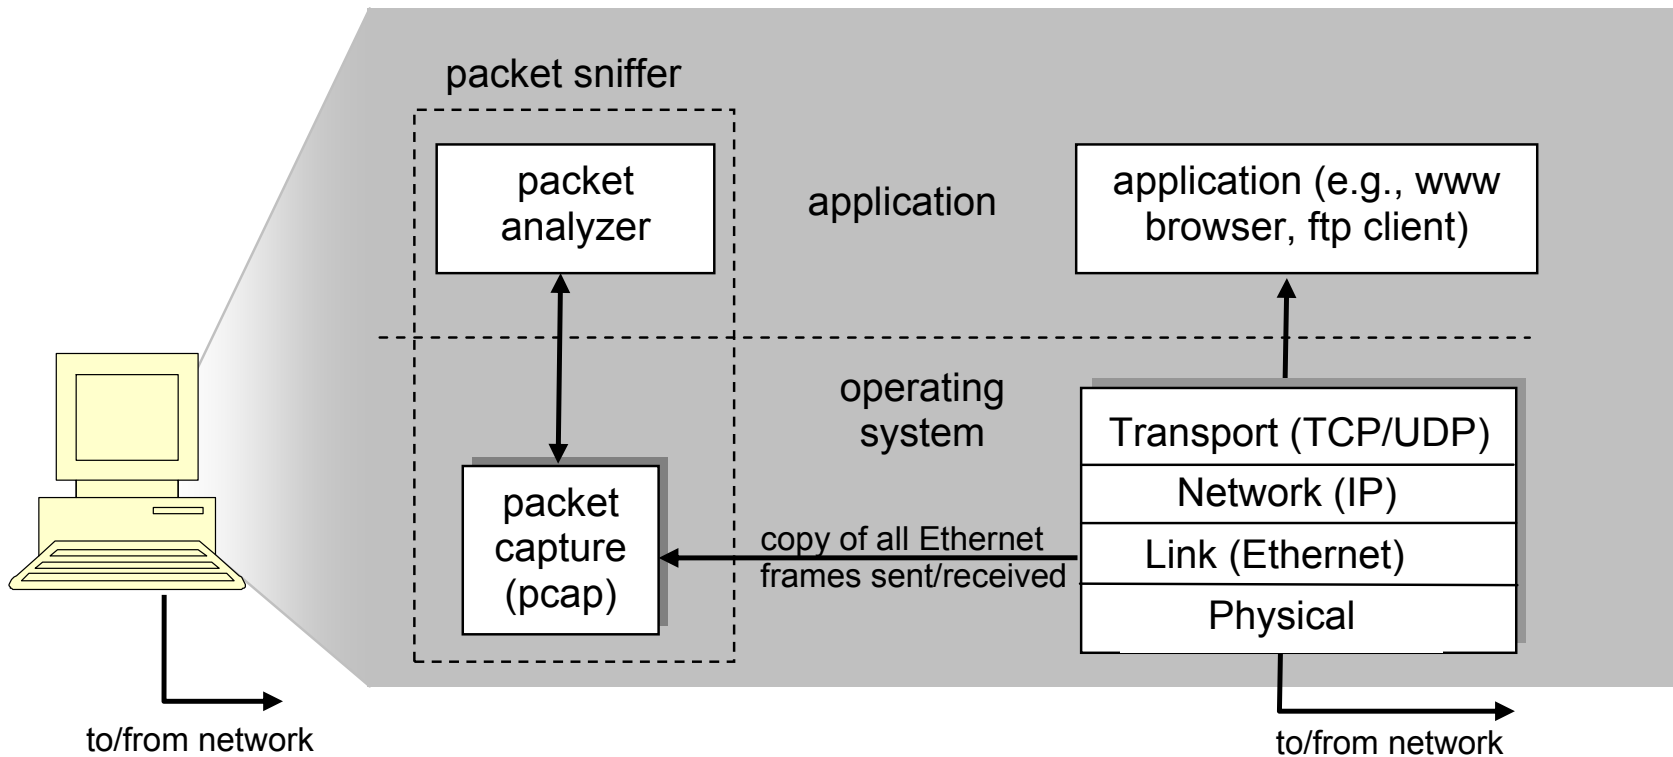 packet sniffer
packet
analyzer
application
application (e.g., www
browser, ftp client)
operating
system
packet
capture
(pcap)
copy of all Ethernet
frames sent/received
Transport (TCP/UDP)
Network (IP)
Link (Ethernet)
Physical
to/from network
to/from network